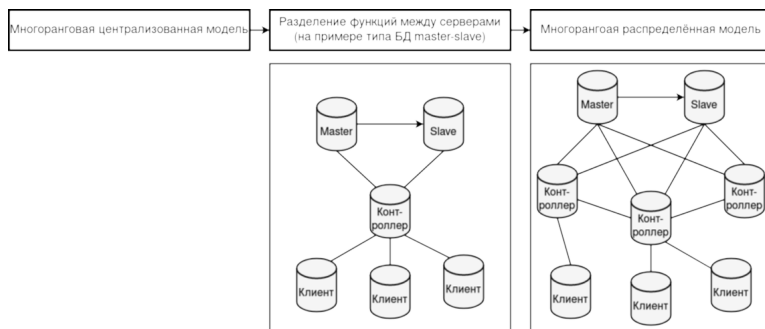 Многоранговая централизованная модель
Разделение функций между серверами
(на примере типа БД master-slave)
Многорангоая распределённая модель
Master
Slave
Конт-
роллер
Клиент
Клиент
Клиент
Master
Slave
Конт-
роллер
Конт-
роллер
Конт-
роллер
Клиент
Клиент
Клиент